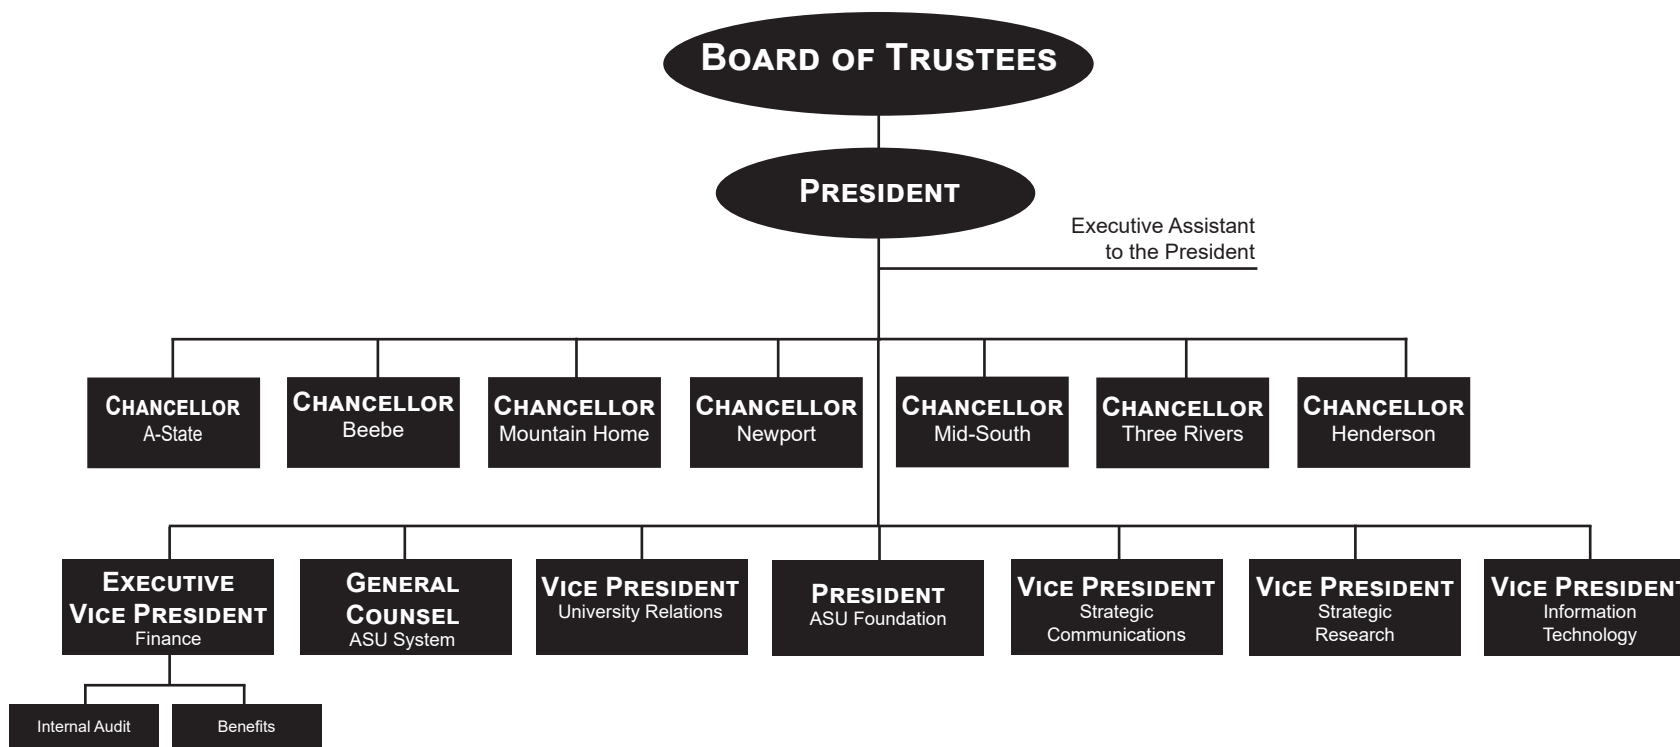 BOARD OF TRUSTEES
PRESIDENT
Executive Assistant
to the President
CHANCELLOR
A-State
CHANCELLOR
Beebe
CHANCELLOR
Mountain Home
CHANCELLOR
Newport
CHANCELLOR
Mid-South
CHANCELLOR
Three Rivers
CHANCELLOR
Henderson
EXECUTIVE
VICE PRESIDENT
Finance
GENERAL
COUNSEL
ASU System
VICE PRESIDENT
University Relations
PRESIDENT
ASU Foundation
VICE PRESIDENT
Strategic
Communications
VICE PRESIDENT
Strategic
Research
VICE PRESIDENT
Information
Technology
Internal Audit
Benefits